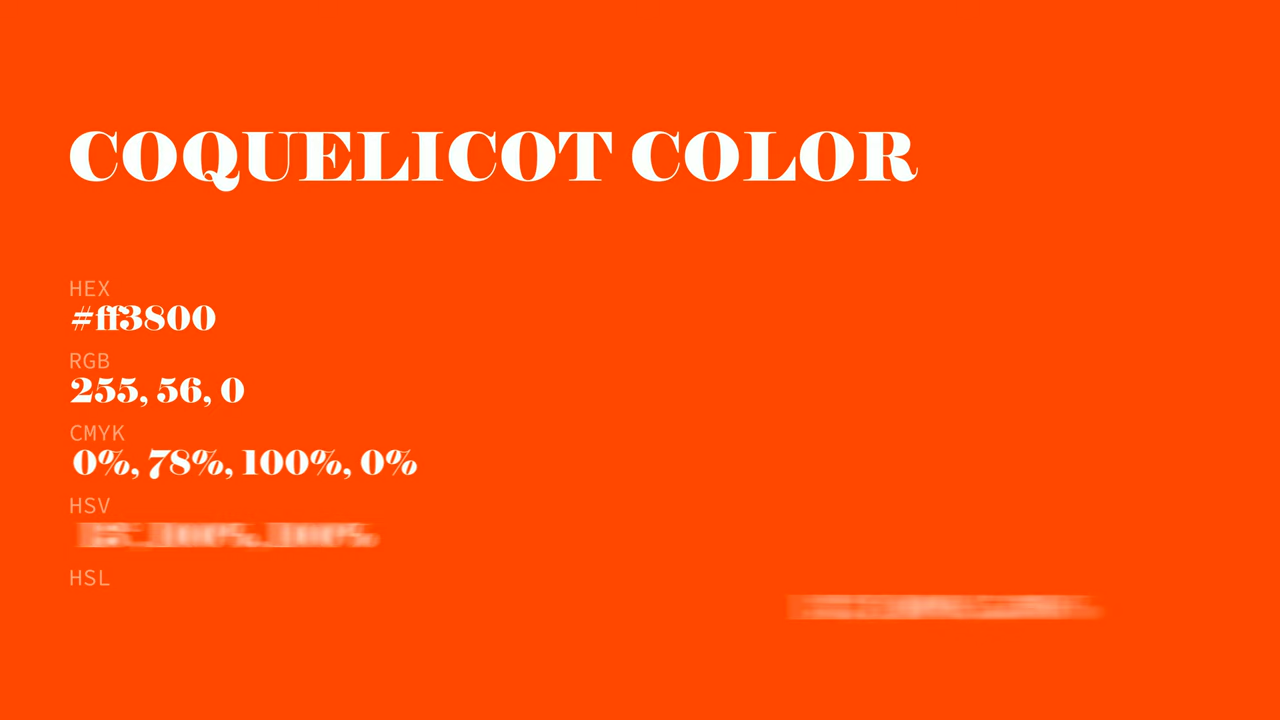 COQUELICOT COLOR
HEX
#ff3800
RGB
255, 56, 0
CMYK
0%, 78%, 100%, 0%
HSV
HSL